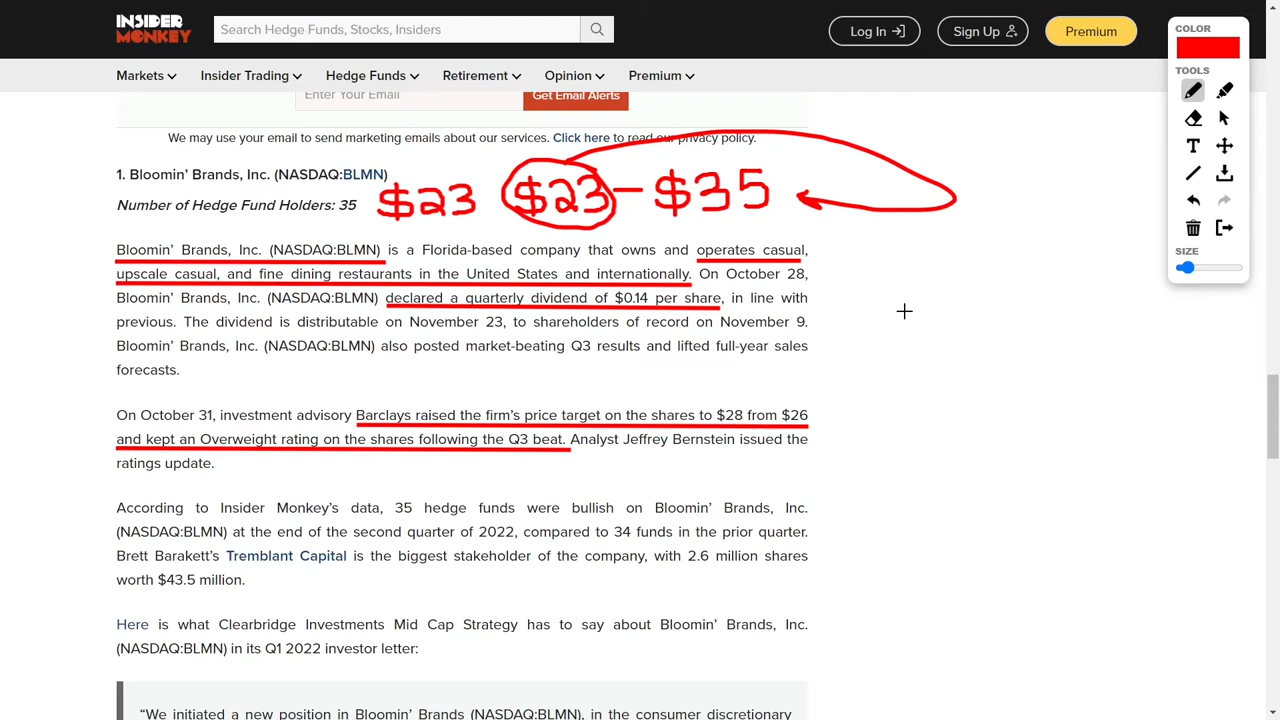 INSIDER
MONKEY
Search Hedge Funds, Stocks, Insiders
Log In
Sign Up
Premium
Markets
Insider Trading
Hedge Funds
Retirement
Opinion
Premium
COLOR
TOOLS
T
SIZE
Enter Your Email
Get Email Alerts
We may use your email to send marketing emails about our services. Click here to read our privacy policy.
1. Bloomin’ Brands, Inc. (NASDAQ:BLMN)
Number of Hedge Fund Holders: 35
$23 $23 – $35
Bloomin’ Brands, Inc. (NASDAQ:BLMN) is a Florida-based company that owns and operates casual,
upscale casual, and fine dining restaurants in the United States and internationally. On October 28,
Bloomin’ Brands, Inc. (NASDAQ:BLMN) declared a quarterly dividend of $0.14 per share, in line with
previous. The dividend is distributable on November 23, to shareholders of record on November 9.
Bloomin’ Brands, Inc. (NASDAQ:BLMN) also posted market-beating Q3 results and lifted full-year sales
forecasts.
On October 31, investment advisory Barclays raised the firm’s price target on the shares to $28 from $26
and kept an Overweight rating on the shares following the Q3 beat. Analyst Jeffrey Bernstein issued the
ratings update.
According to Insider Monkey’s data, 35 hedge funds were bullish on Bloomin’ Brands, Inc.
(NASDAQ:BLMN) at the end of the second quarter of 2022, compared to 34 funds in the prior quarter.
Brett Barakett’s Tremblant Capital is the biggest stakeholder of the company, with 2.6 million shares
worth $43.5 million.
Here is what Clearbridge Investments Mid Cap Strategy has to say about Bloomin’ Brands, Inc.
(NASDAQ:BLMN) in its Q1 2022 investor letter:
“We initiated a new position in Bloomin’ Brands (NASDAQ:BLMN), in the consumer discretionary